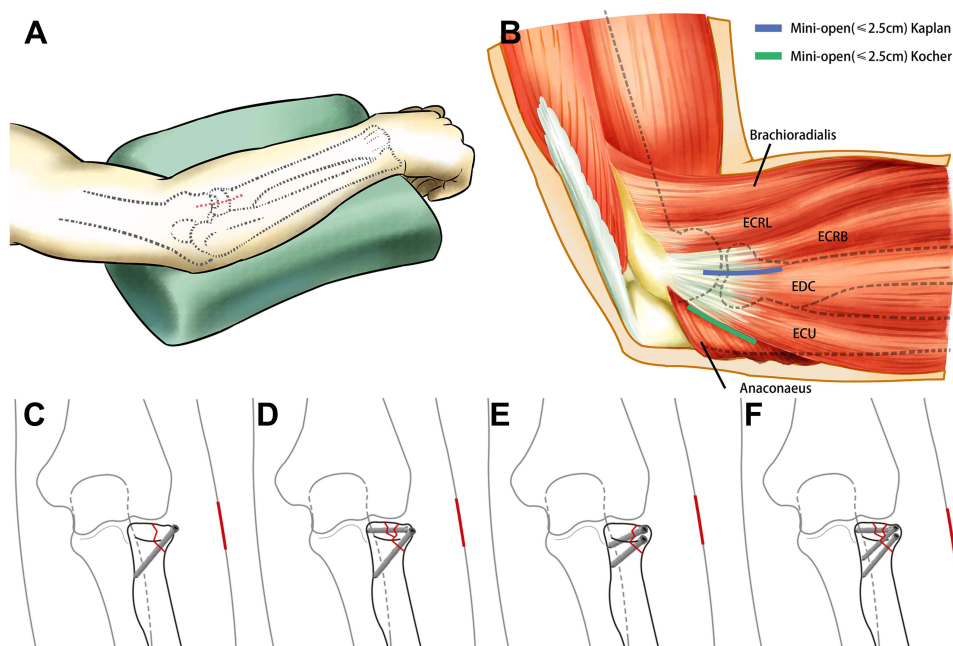 A
B
Mini-open(≤2.5cm) Kaplan
Mini-open(≤2.5cm) Kocher
Brachioradialis
ECRL
ECRB
EDC
ECU
Anaconaeus
C
D
E
F